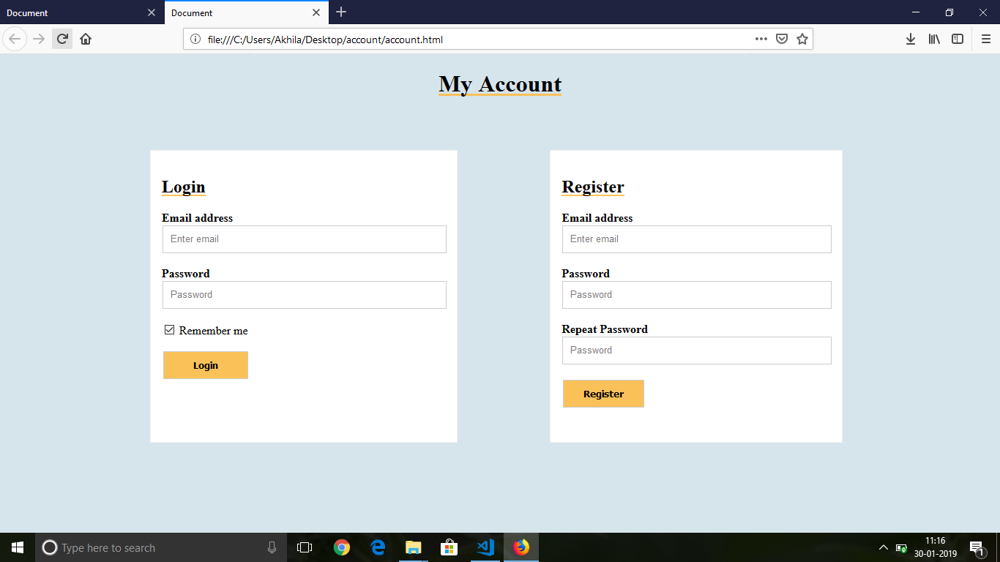 Document
Document
file:///C:/Users/Akhila/Desktop/account/account.html
My Account
Login
Email address
Enter email
Password
Password
Remember me
Login
Register
Email address
Enter email
Password
Password
Repeat Password
Password
Register
Type here to search
11:16
30-01-2019
1